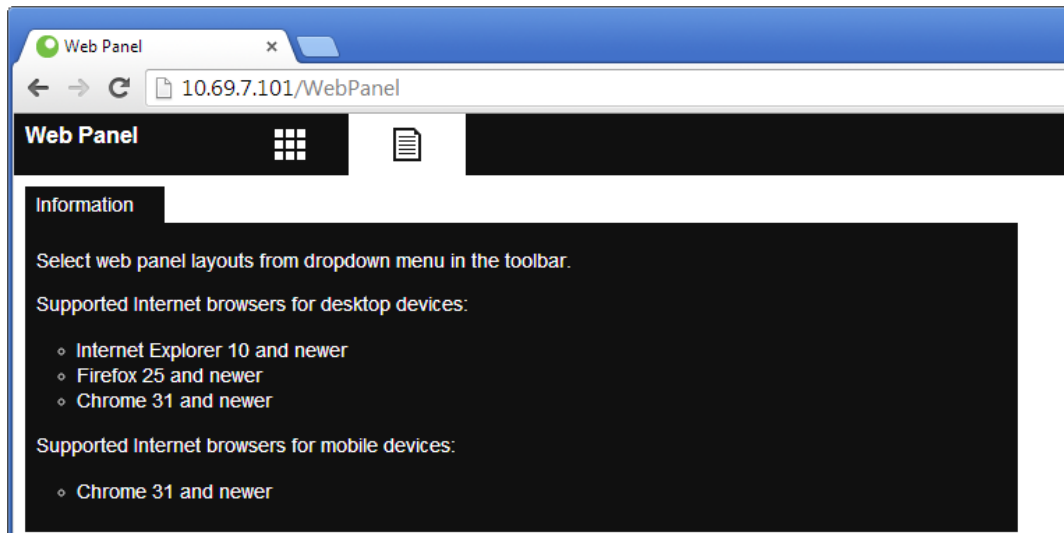 Web Panel
10.69.7.101/WebPanel
Web Panel
Information
Select web panel layouts from dropdown menu in the toolbar.
Supported Internet browsers for desktop devices:
Internet Explorer 10 and newer
Firefox 25 and newer
Chrome 31 and newer
Supported Internet browsers for mobile devices:
Chrome 31 and newer